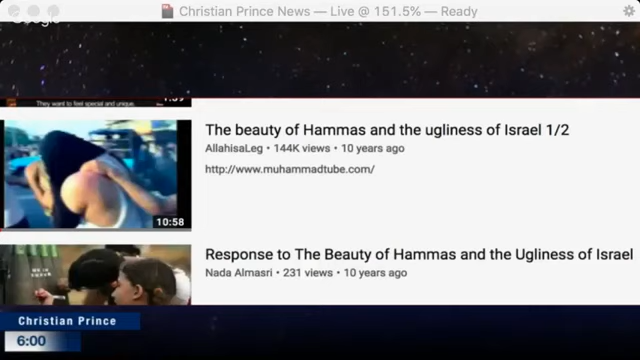 Christian Prince News — Live @ 151.5% — Ready
Google
They want to feel special and unique.
The beauty of Hammas and the ugliness of Israel 1/2
AllahisaLeg • 144K views • 10 years ago
http://www.muhammadtube.com/
10:58
Response to The Beauty of Hammas and the Ugliness of Israel
Nada Almasri • 231 views • 10 years ago
Christian Prince
6:00